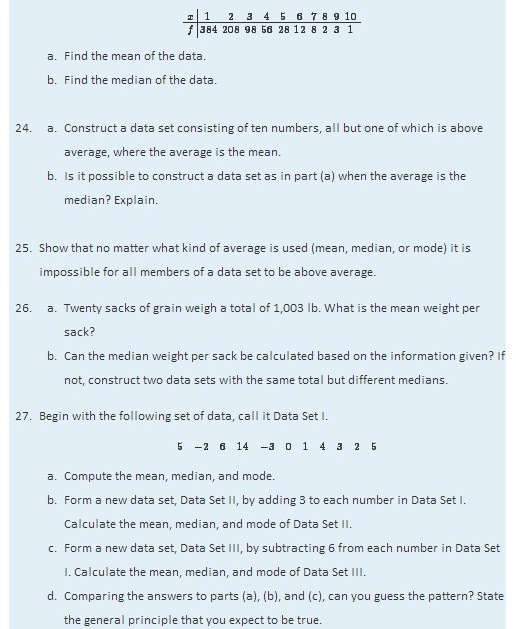 x 1 2 3 4 5 6 7 8 9 10
f 384 208 98 56 28 12 8 2 3 1
a. Find the mean of the data.
b. Find the median of the data.
24. a. Construct a data set consisting of ten numbers, all but one of which is above
average, where the average is the mean.
b. Is it possible to construct a data set as in part (a) when the average is the
median? Explain.
25. Show that no matter what kind of average is used (mean, median, or mode) it is
impossible for all members of a data set to be above average.
26. a. Twenty sacks of grain weigh a total of 1,003 lb. What is the mean weight per
sack?
b. Can the median weight per sack be calculated based on the information given? If
not, construct two data sets with the same total but different medians.
27. Begin with the following set of data, call it Data Set I.
5 −2 6 14 −3 0 1 4 3 2 5
a. Compute the mean, median, and mode.
b. Form a new data set, Data Set II, by adding 3 to each number in Data Set I.
Calculate the mean, median, and mode of Data Set II.
c. Form a new data set, Data Set III, by subtracting 6 from each number in Data Set
I. Calculate the mean, median, and mode of Data Set III.
d. Comparing the answers to parts (a), (b), and (c), can you guess the pattern? State
the general principle that you expect to be true.